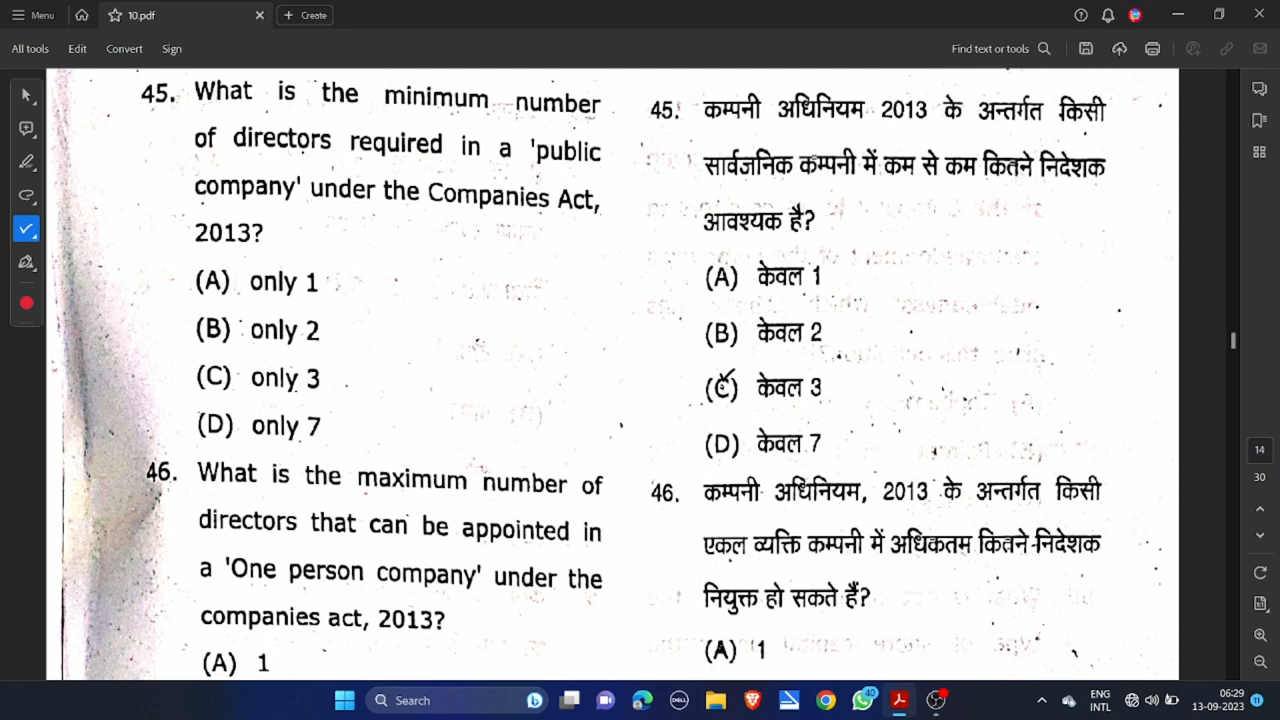 Menu
10.pdf
Create
All tools Edit Convert Sign
Find text or tools
45. What is the minimum number
of directors required in a 'public
company' under the Companies Act,
2013?
(A) only 1
(B) only 2
(C) only 3
(D) only 7
46. What is the maximum number of
directors that can be appointed in
a 'One person company' under the
companies act, 2013?
(A) 1
45. कम्पनी अधिनियम 2013 के अन्तर्गत किसी
सार्वजनिक कम्पनी में कम से कम कितने निदेशक
आवश्यक है?
(A) केवल 1
(B) केवल 2
(C) केवल 3
(D) केवल 7
46. कम्पनी अधिनियम, 2013 के अन्तर्गत किसी
एकल व्यक्ति कम्पनी में अधिकतम कितने निदेशक
नियुक्त हो सकते हैं?
(A) 1
14
30
Search
DELL
40
ENG
INTL
06:29
13-09-2023